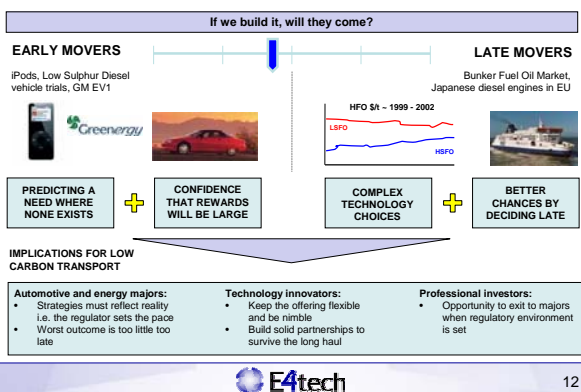 If we build it, will they come?
EARLY MOVERS
LATE MOVERS
iPods, Low Sulphur Diesel
vehicle trials, GM EV1
Bunker Fuel Oil Market,
Japanese diesel engines in EU
Greenergy
HFO $/t ~ 1999 - 2002
LSFO
HSFO
PREDICTING A
NEED WHERE
NONE EXISTS
CONFIDENCE
THAT REWARDS
WILL BE LARGE
COMPLEX
TECHNOLOGY
CHOICES
BETTER
CHANCES BY
DECIDING LATE
IMPLICATIONS FOR LOW
CARBON TRANSPORT
Automotive and energy majors:
• Strategies must reflect reality
i.e. the regulator sets the pace
• Worst outcome is too little too
late
Technology innovators:
• Keep the offering flexible
and be nimble
• Build solid partnerships to
survive the long haul
Professional investors:
• Opportunity to exit to majors
when regulatory environment
is set
E4tech
12